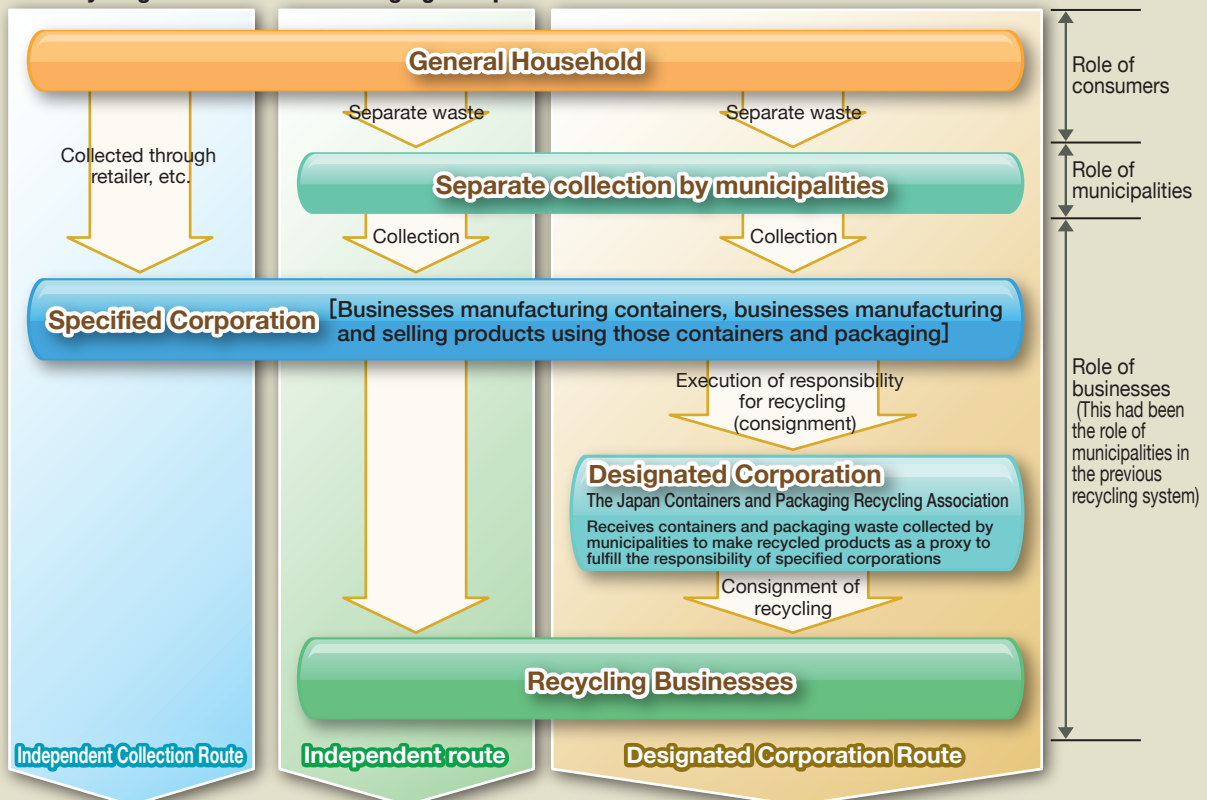 General Household
Separate waste
Separate waste
Role of
consumers
Collected through
retailer, etc.
Separate collection by municipalities
Role of
municipalities
Collection
Collection
Specified Corporation
[Businesses manufacturing containers, businesses manufacturing
and selling products using those containers and packaging]
Execution of responsibility
for recycling
(consignment)
Role of
businesses
(This had been
the role of
municipalities in
the previous
recycling system)
Designated Corporation
The Japan Containers and Packaging Recycling Association
Receives containers and packaging waste collected by
municipalities to make recycled products as a proxy to
fulfill the responsibility of specified corporations
Consignment of
recycling
Recycling Businesses
Independent Collection Route
Independent route
Designated Corporation Route